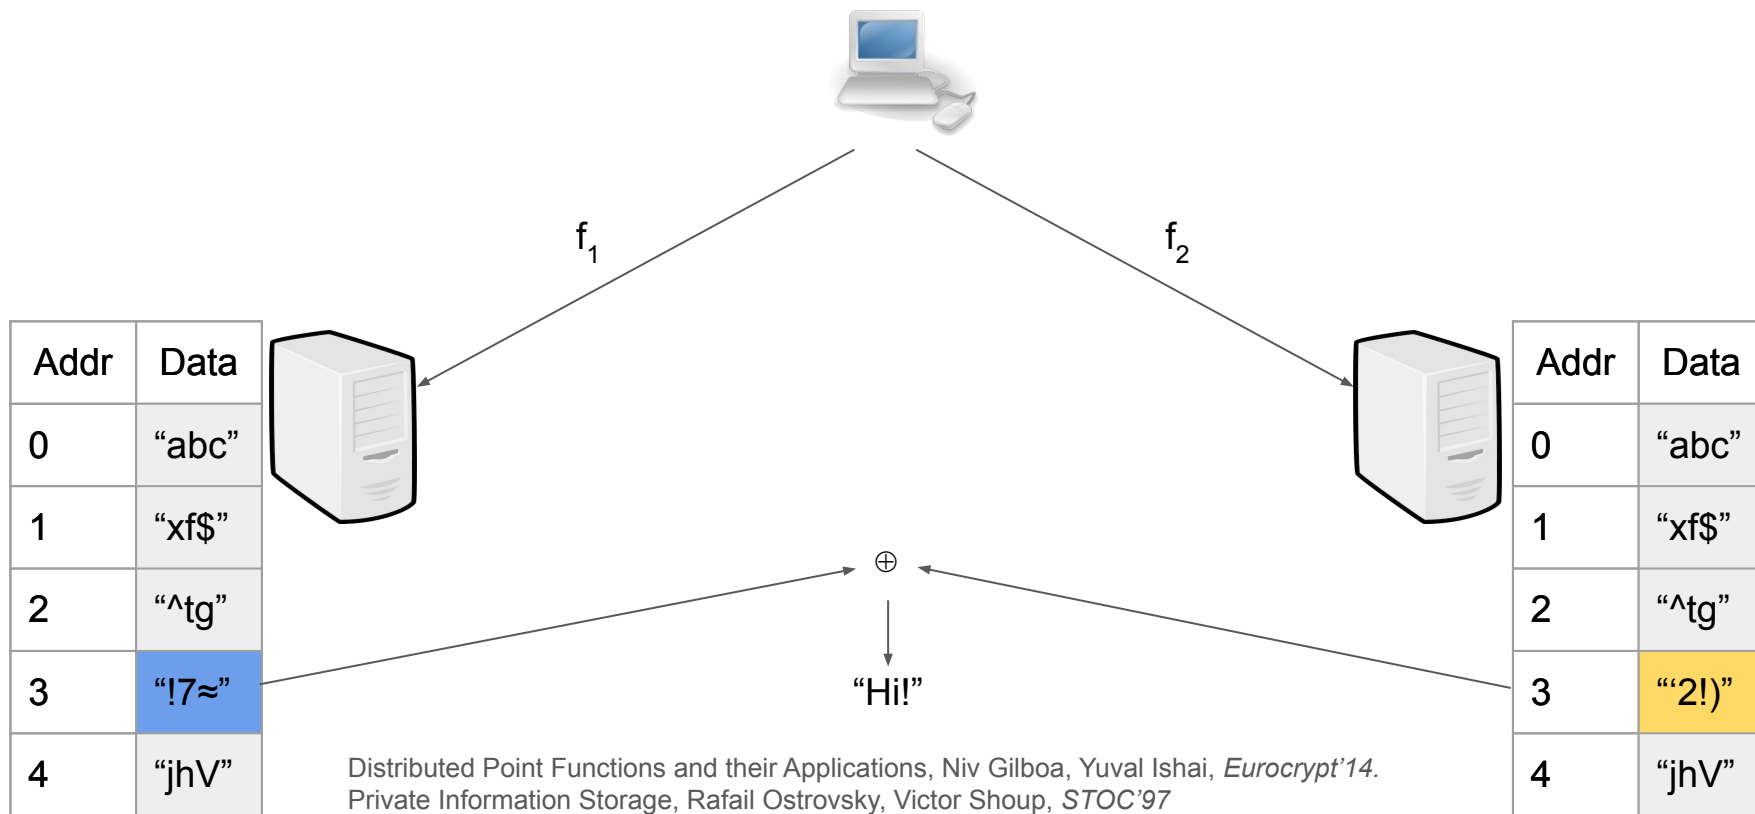 f1
f2
Addr Data
0 “abc”
1 “xf$”
2 “^tg”
3 “!7≈”
4 “jhV”
⊕
“Hi!”
Addr Data
0 “abc”
1 “xf$”
2 “^tg”
3 “‘2!)”
4 “jhV”
Distributed Point Functions and their Applications, Niv Gilboa, Yuval Ishai, Eurocrypt’14.
Private Information Storage, Rafail Ostrovsky, Victor Shoup, STOC’97